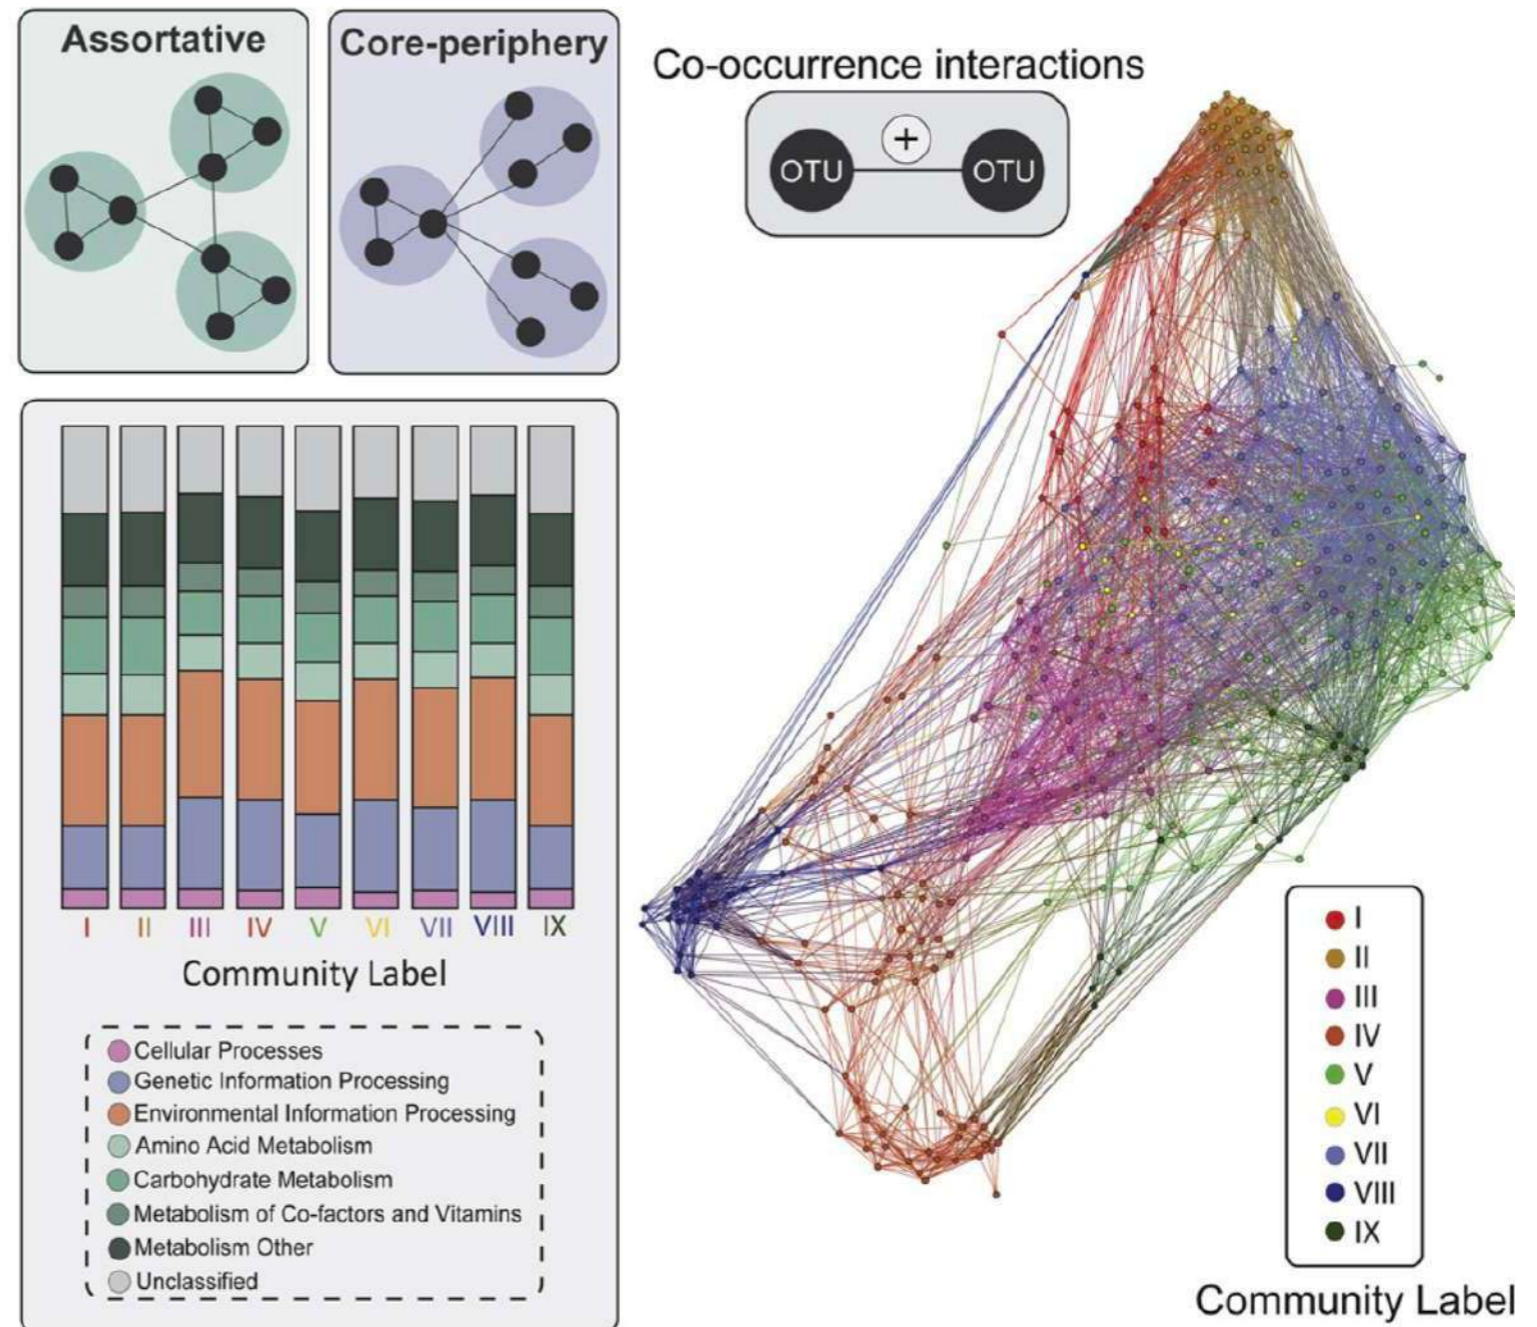 Assortative
Core-periphery
Co-occurrence interactions
OTU
+
OTU
I
II
III
IV
V
VI
VII
VIII
IX
Community Label
Cellular Processes
Genetic Information Processing
Environmental Information Processing
Amino Acid Metabolism
Carbohydrate Metabolism
Metabolism of Co-factors and Vitamins
Metabolism Other
Unclassified
I
II
III
IV
V
VI
VII
VIII
IX
Community Label